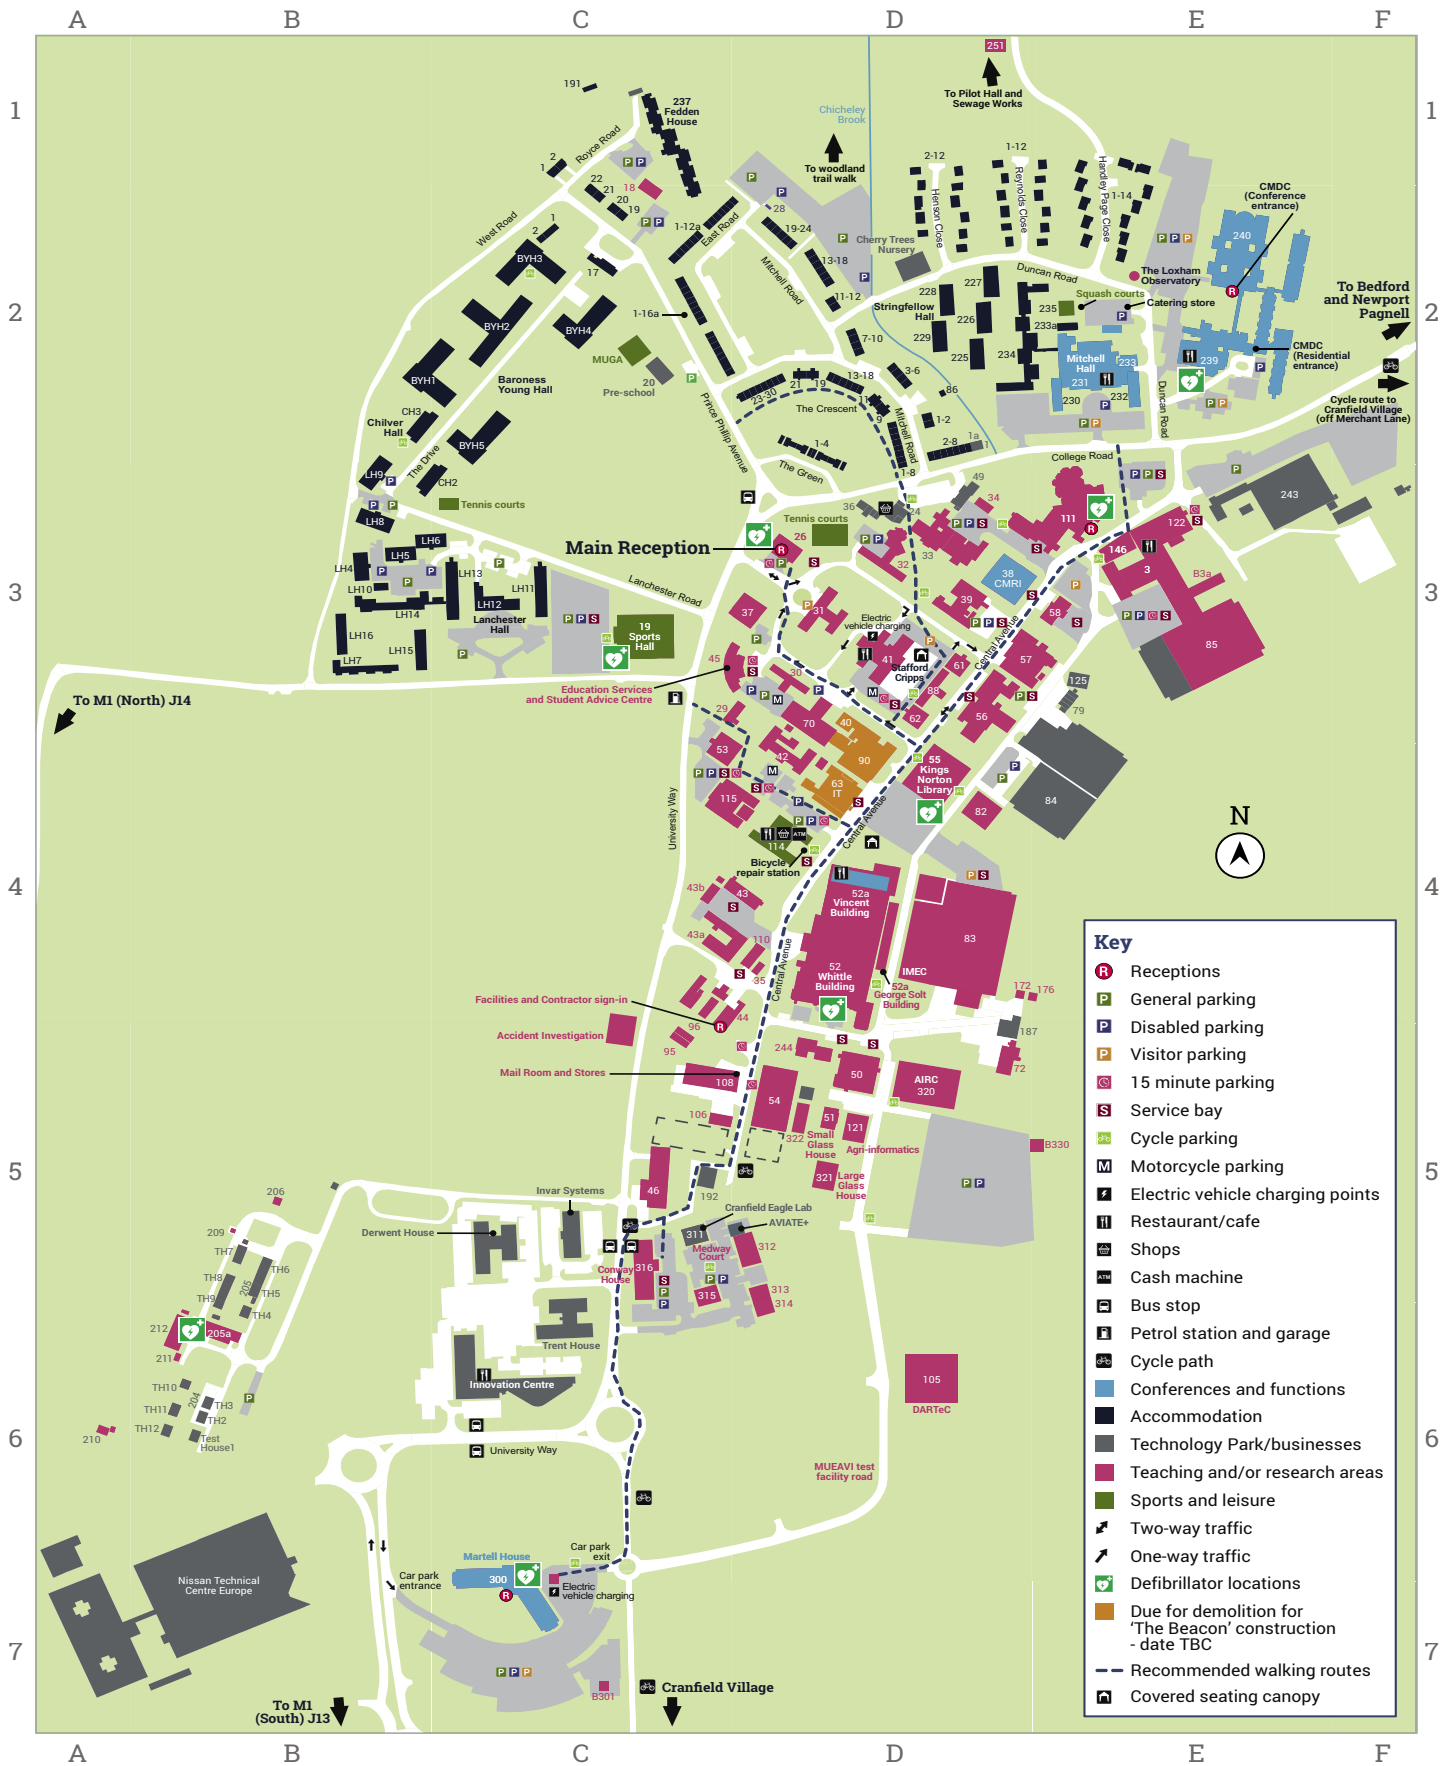 A B C D E F
1
251
To Pilot Hall and
Sewage Works
191
237
Fedden
House
Chicheley
Brook
To woodland
trail walk
Royce Road
2
1
22
21
20
19
18
P P
P P
2-12
1-12
Henson Close
Reynolds Close
Handley Page Close
1-14
CMDC
(Conference
entrance)
240
P P P
West Road
2
1
BYH3
17
1-12a
East Road
28
19-24
13-18
11-12
Mitchell Road
Cherry Trees
Nursery
Duncan Road
The Loxham
Observatory
R
2
BYH2
BYH4
BYH1
1-16a
MUGA
20
Pre-school
Baroness
Young Hall
228
227
Stringfellow
Hall
226
229
225
235
233a
234
Squash courts
Catering store
To Bedford
and Newport
Pagnell
7-10
3-6
13-18
21
19
23-30
The Crescent
11
9
Mitchell Road
86
1-2
2-8
1a
1
1-8
1-4
The Green
Mitchell
Hall
231
233
230
232
239
CMDC
(Residential
entrance)
Cycle route to
Cranfield Village
(off Merchant Lane)
Duncan Road
College Road
Prince Phillip Avenue
CH3
Chilver
Hall
BYH5
The Drive
CH2
LH9
LH8
Tennis courts
Tennis courts
Main Reception
R
26
36
24
49
34
33
32
111
122
146
3
243
B3a
85
LH6
LH5
LH4
LH10
LH14
LH13
LH12
LH11
LH16
LH15
LH7
Lanchester
Hall
Lanchester Road
19
Sports
Hall
3
37
31
38
CMRI
39
58
57
Electric
vehicle charging
41
Stafford
Cripps
61
88
62
56
125
79
Central Avenue
45
Education Services
and Student Advice Centre
30
29
70
40
90
42
53
63
IT
115
55
Kings
Norton
Library
82
84
To M1 (North) J14
University Way
114
Bicycle
repair station
Central Avenue
N
4
43b
43
43a
110
35
52a
Vincent
Building
52
Whittle
Building
83
IMEC
52a
George Solt
Building
Central Avenue
Facilities and Contractor sign-in
Accident Investigation
44
96
95
R
172
176
187
72
Mail Room and Stores
108
106
244
54
50
AIRC
320
322
51
Small
Glass
House
121
Agri-informatics
321
Large
Glass
House
B330
5
46
192
Invar Systems
Derwent House
Cranfield Eagle Lab
AVIATE+
311
Medway
Court
312
Conway
House
316
315
313
314
206
209
TH7
TH8
TH9
205
TH6
TH5
TH4
212
205a
211
TH10
TH11
TH12
204
TH3
TH2
Test
House1
210
Trent House
Innovation Centre
105
DARTeC
6
University Way
MUEAVI test
facility road
Nissan Technical
Centre Europe
Martell House
300
R
Car park
exit
Car park
entrance
Electric
vehicle charging
P P P
7
B301
To M1
(South) J13
Cranfield Village
Key
R Receptions
P General parking
P Disabled parking
P Visitor parking
15 minute parking
S Service bay
Cycle parking
M Motorcycle parking
Electric vehicle charging points
Restaurant/cafe
Shops
ATM Cash machine
Bus stop
Petrol station and garage
Cycle path
Conferences and functions
Accommodation
Technology Park/businesses
Teaching and/or research areas
Sports and leisure
Two-way traffic
One-way traffic
Defibrillator locations
Due for demolition for
'The Beacon' construction
- date TBC
Recommended walking routes
Covered seating canopy
A B C D E F